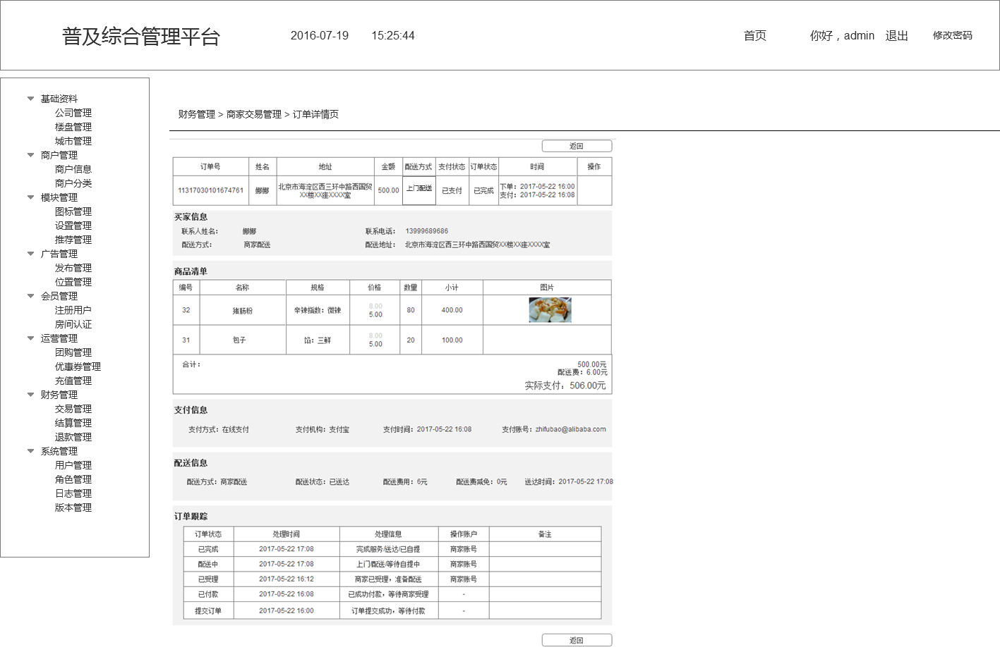 普及综合管理平台 2016-07-19 15:25:44 首页 你好，admin 退出 修改密码
基础资料
公司管理
楼盘管理
城市管理
商户管理
商户信息
商户分类
模块管理
图标管理
设置管理
推荐管理
广告管理
发布管理
位置管理
会员管理
注册用户
房间认证
运营管理
团购管理
优惠券管理
充值管理
财务管理
交易管理
结算管理
退款管理
系统管理
用户管理
角色管理
日志管理
版本管理
财务管理 > 商家交易管理 > 订单详情页
返回
订单号 姓名 地址 金额 配送方式 支付状态 订单状态 时间 操作
11317030101674761 娜娜 北京市海淀区西三环中路西国贸XX楼XX座XXXX室 500.00 上门配送 已支付 已完成 下单：2017-05-22 16:00
支付：2017-05-22 16:08
买家信息
联系人姓名： 娜娜 联系电话： 13999689686
配送方式： 商家配送 配送地址： 北京市海淀区西三环中路西国贸XX楼XX座XXXX室
商品清单
编号 名称 规格 价格 数量 小计 图片
32 猪肠粉 辛辣指数：微辣 8.00 5.00 80 400.00
31 包子 馅：三鲜 8.00 5.00 20 100.00
合计： 500.00元
配送费：6.00元
实际支付：506.00元
支付信息
支付方式：在线支付 支付机构：支付宝 支付时间：2017-05-22 16:08 支付账号：zhifubao@alibaba.com
配送信息
配送方式：商家配送 配送状态：已送达 配送费用：6元 配送费减免：0元 送达时间：2017-05-22 17:08
订单跟踪
订单状态 处理时间 处理信息 操作账户 备注
已完成 2017-05-22 17:08 完成服务/送达/已自提 商家账号
配送中 2017-05-22 17:08 上门/配送/等待自提中 商家账号
已受理 2017-05-22 16:12 商家已受理，准备配送 商家账号
已付款 2017-05-22 16:08 已成功付款，等待商家受理 -
提交订单 2017-05-22 16:00 订单提交成功，等待付款 -
返回